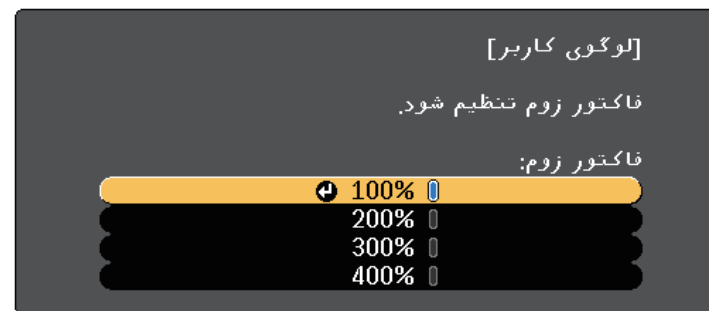 [لوگوی کاربر]
فاکتور زوم تنظیم شود.
فاکتور زوم:
100%
200%
300%
400%